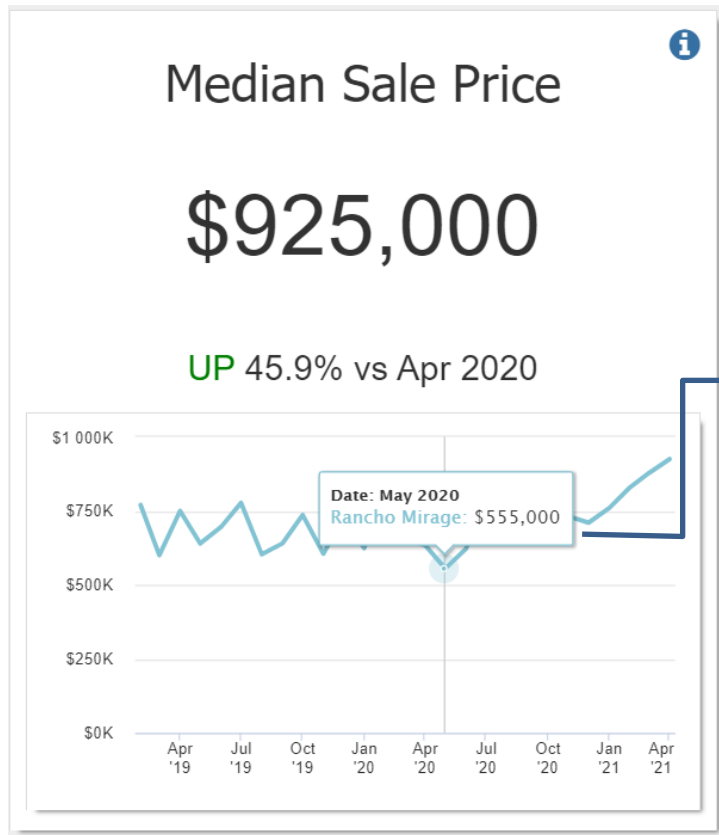 Median Sale Price
$925,000
UP 45.9% vs Apr 2020
$1 000K
$750K
$500K
$250K
$0K
Date: May 2020
Rancho Mirage: $555,000
Apr '19
Jul '19
Oct '19
Jan '20
Apr '20
Jul '20
Oct '20
Jan '21
Apr '21